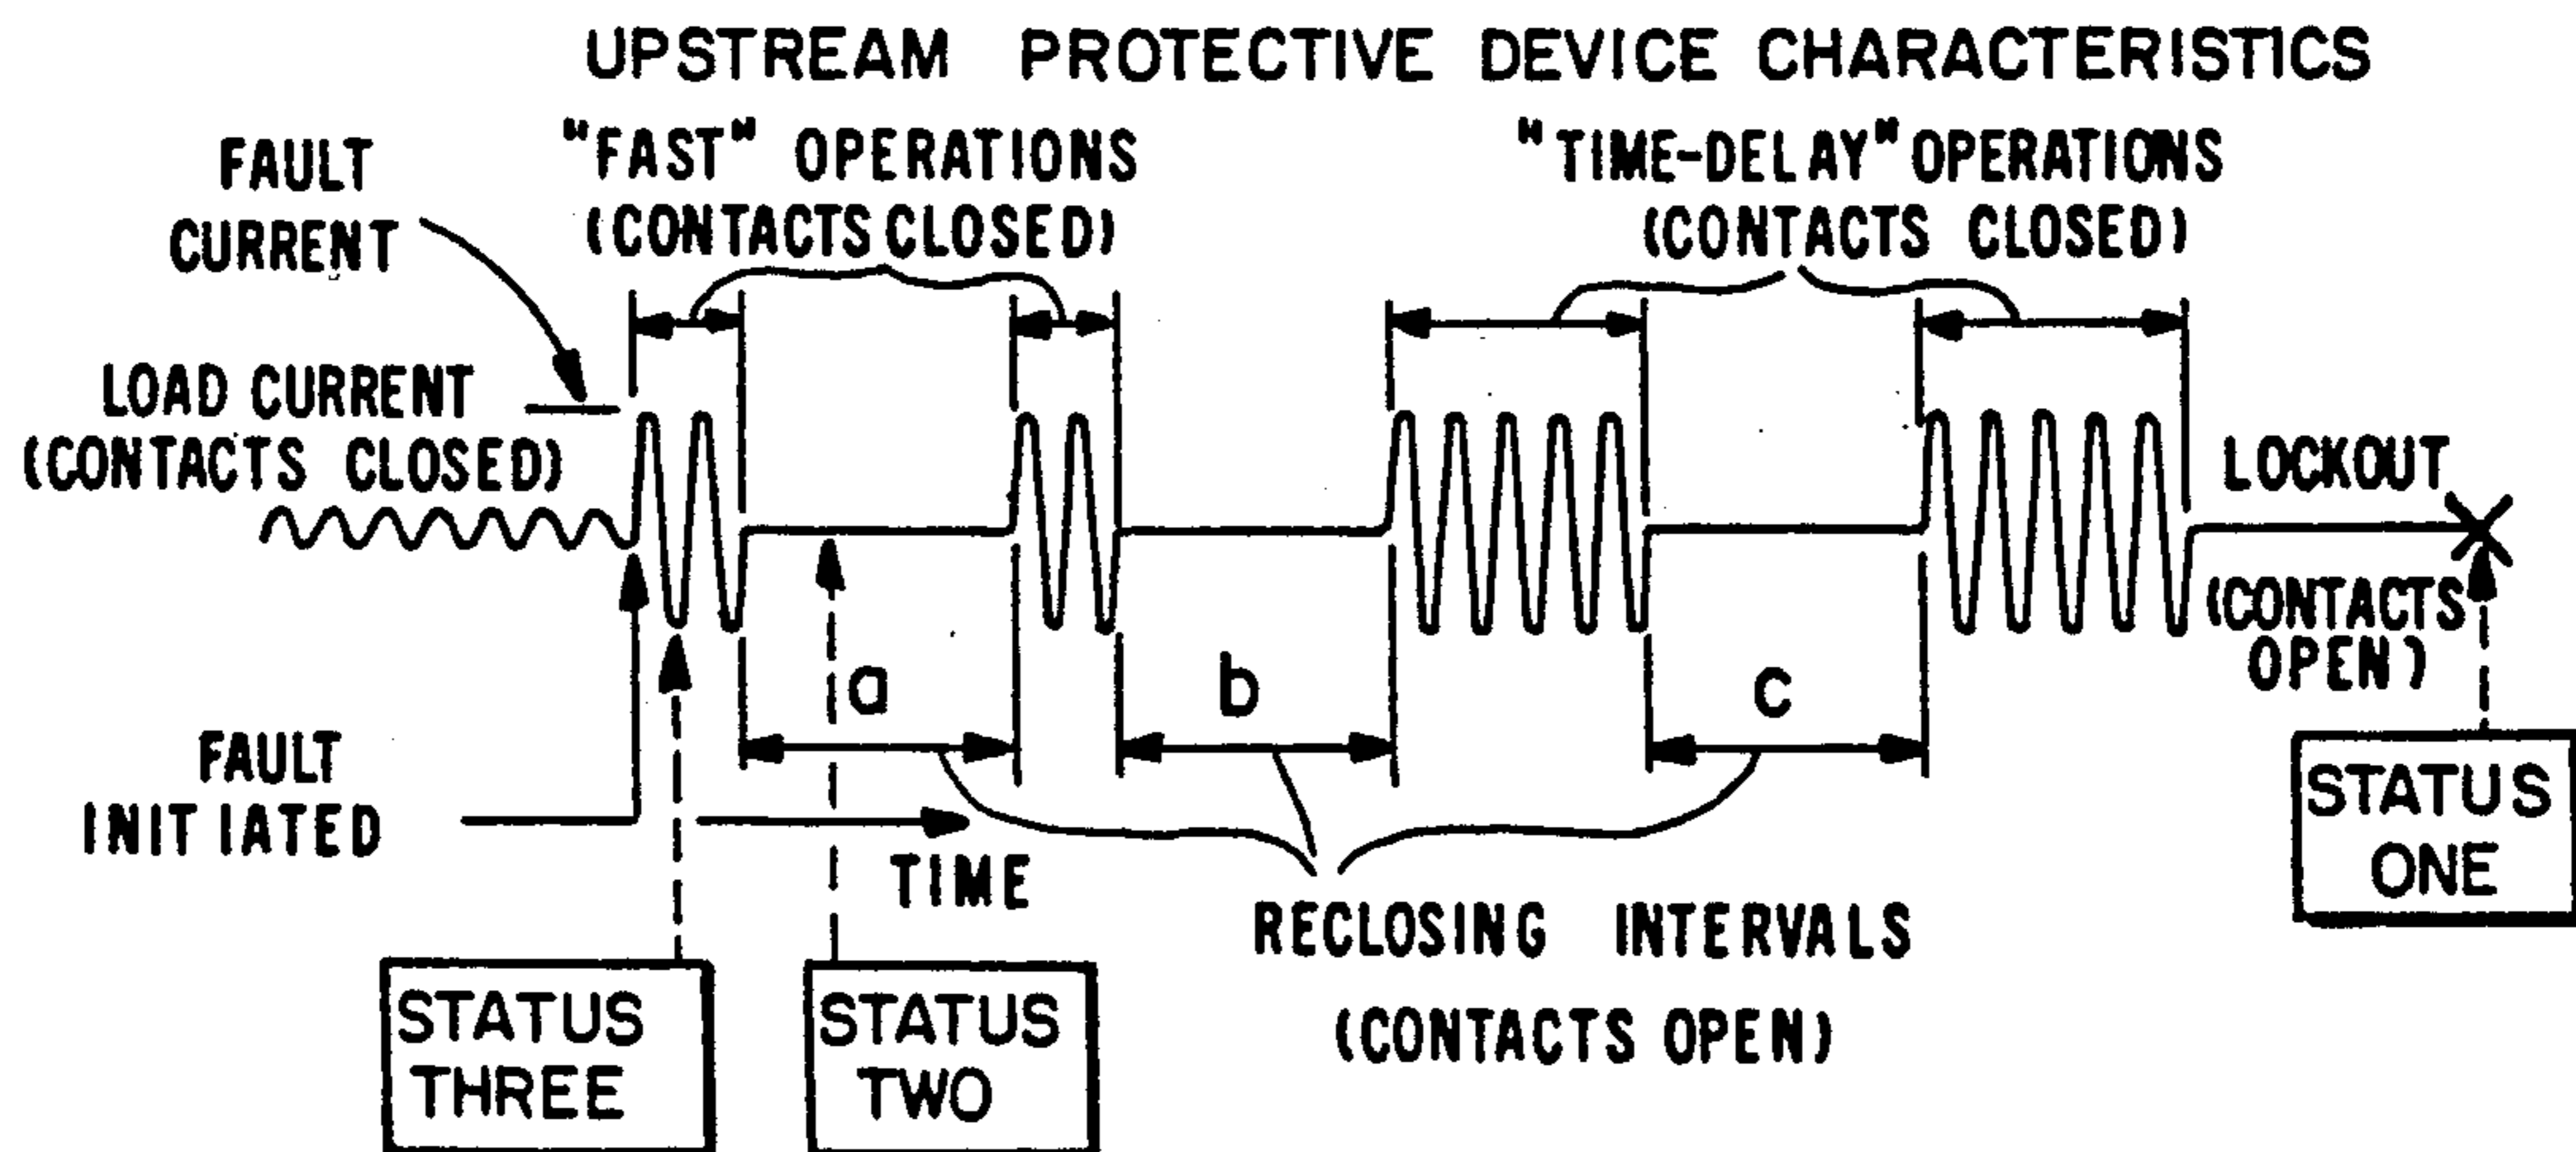 UPSTREAM PROTECTIVE DEVICE CHARACTERISTICS
FAULT
CURRENT
"FAST" OPERATIONS
(CONTACTS CLOSED)
"TIME-DELAY" OPERATIONS
(CONTACTS CLOSED)
LOAD CURRENT
(CONTACTS CLOSED)
LOCKOUT
(CONTACTS
OPEN)
a
b
c
FAULT
INITIATED
TIME
RECLOSING INTERVALS
(CONTACTS OPEN)
STATUS
ONE
STATUS
THREE
STATUS
TWO